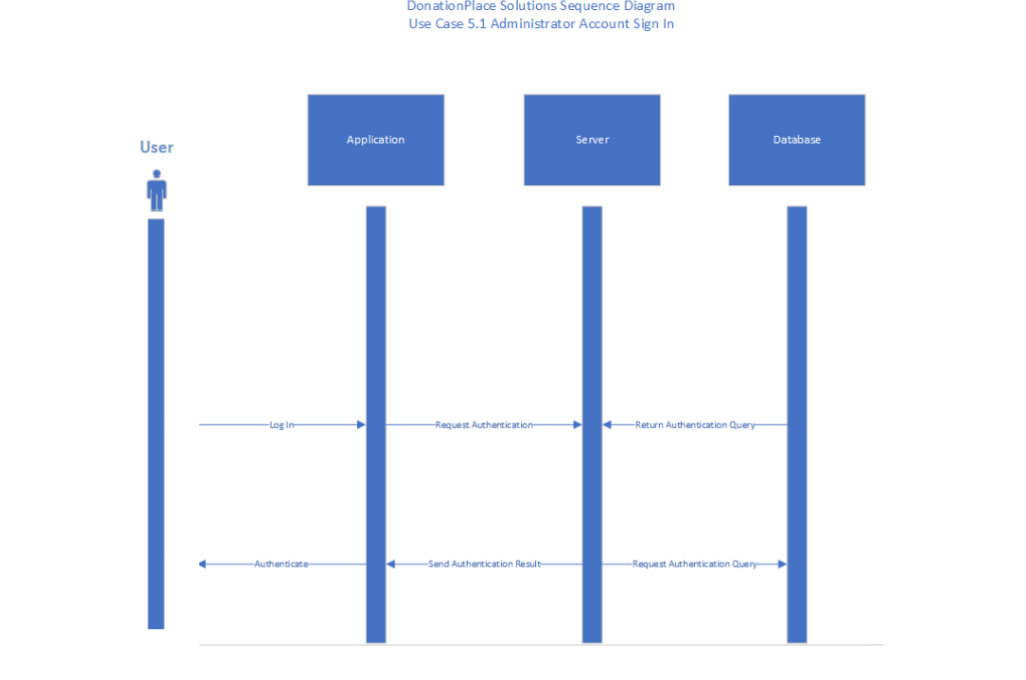 DonationPlace Solutions Sequence Diagram
Use Case 5.1 Administrator Account Sign In
Application
Server
Database
User
Log In
Request Authentication
Return Authentication Query
Authenticate
Send Authentication Result
Request Authentication Query